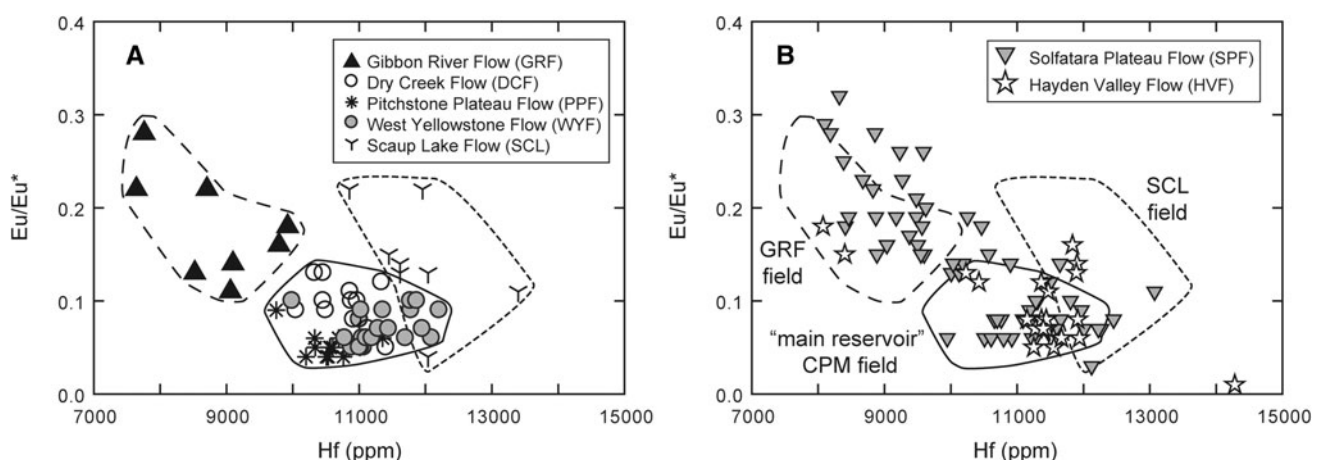 A
Gibbon River Flow (GRF)
Dry Creek Flow (DCF)
Pitchstone Plateau Flow (PPF)
West Yellowstone Flow (WYF)
Scaup Lake Flow (SCL)
0.4
0.3
0.2
0.1
0.0
Eu/Eu*
7000 9000 11000 13000 15000
Hf (ppm)
B
Solfatara Plateau Flow (SPF)
Hayden Valley Flow (HVF)
0.4
0.3
0.2
0.1
0.0
Eu/Eu*
SCL
field
GRF
field
“main reservoir”
CPM field
7000 9000 11000 13000 15000
Hf (ppm)